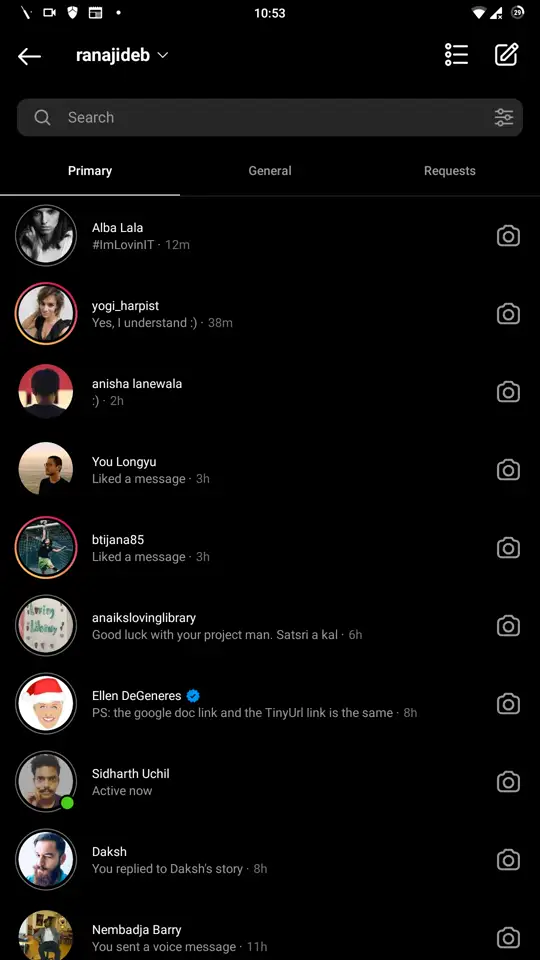 10:53
29
ranajideb
Search
Primary General Requests
Alba Lala
#ImLovinIT · 12m
yogi_harpist
Yes, I understand :) · 38m
anisha lanewala
:) · 2h
You Longyu
Liked a message · 3h
btijana85
Liked a message · 3h
anaikslovinglibrary
Good luck with your project man. Satsri a kal · 6h
Ellen DeGeneres
PS: the google doc link and the TinyUrl link is the same · 8h
Sidharth Uchil
Active now
Daksh
You replied to Daksh's story · 8h
Nembadja Barry
You sent a voice message · 11h